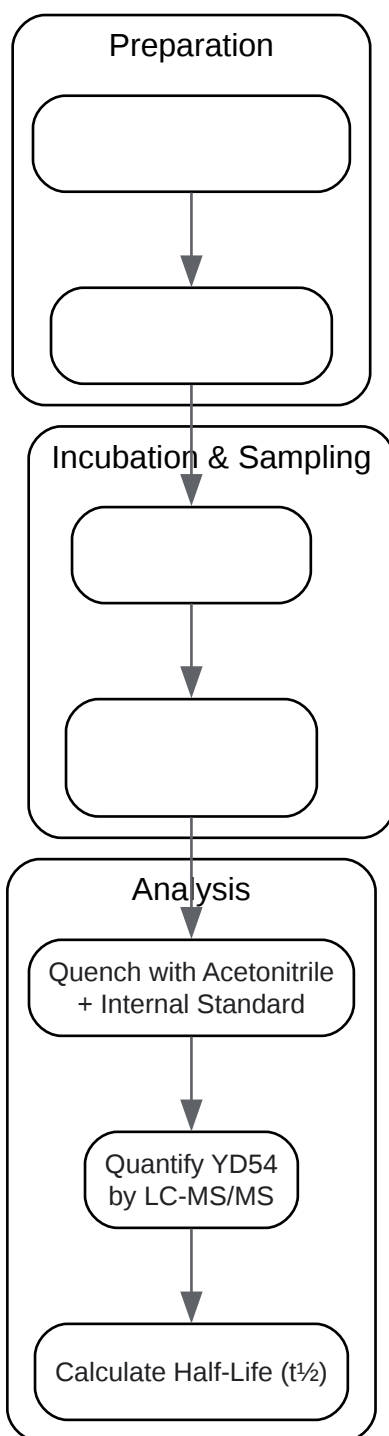 Preparation
Incubation & Sampling
Analysis
Quench with Acetonitrile
+ Internal Standard
Quantify YD54
by LC-MS/MS
Calculate Half-Life (t½)